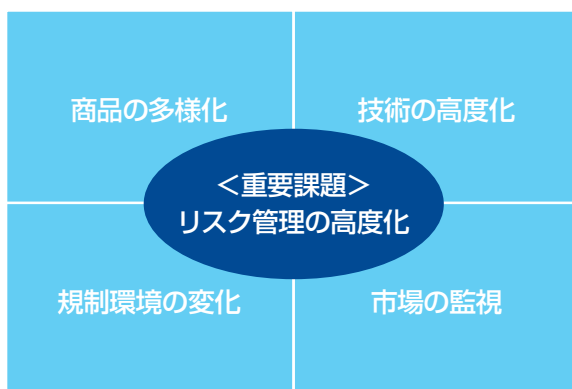 商品の多様化
技術の高度化
＜重要課題＞
リスク管理の高度化
規制環境の変化
市場の監視